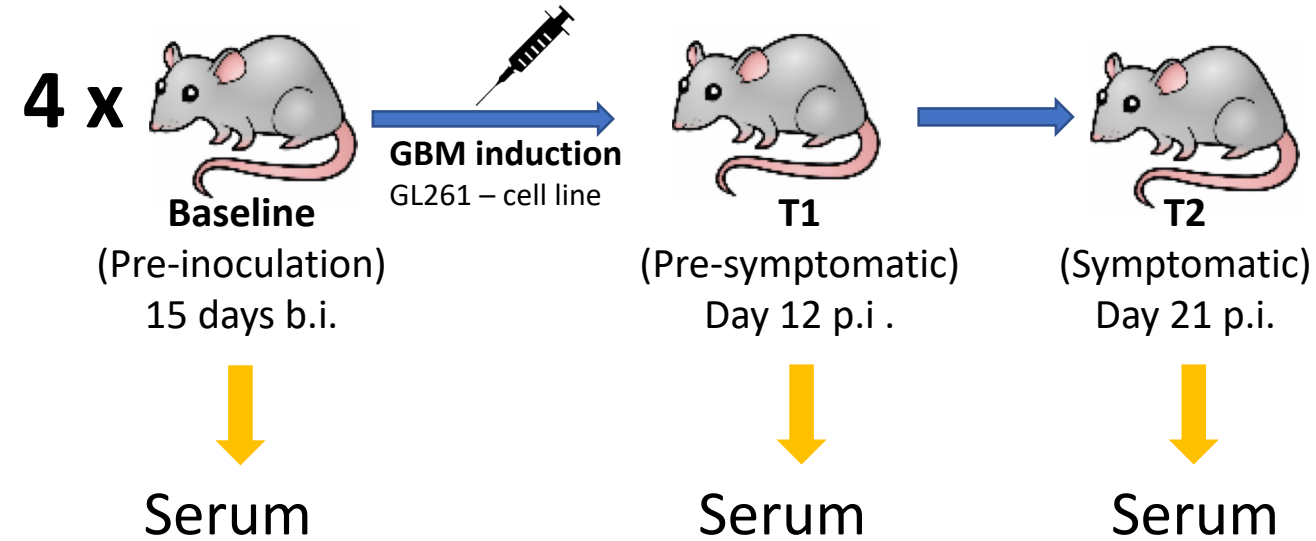 4 x
GBM induction
GL261 – cell line
Baseline
(Pre-inoculation)
15 days b.i.
T1
(Pre-symptomatic)
Day 12 p.i .
T2
(Symptomatic)
Day 21 p.i.
Serum
Serum
Serum